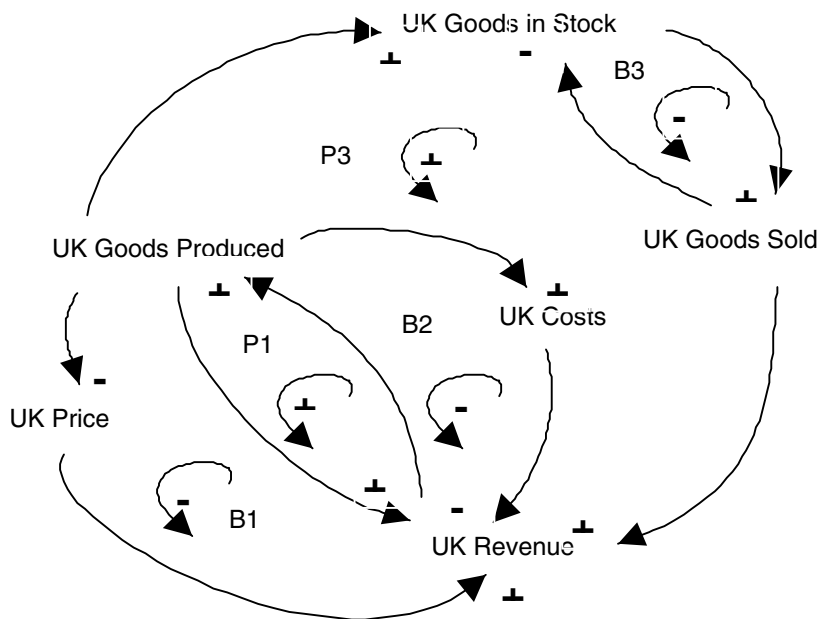 UK Goods in Stock
+
-
B3
-
P3
+
+
UK Goods Produced
UK Goods Sold
+
+
UK Costs
P1
B2
-
UK Price
+
-
+
-
-
B1
UK Revenue
+
+